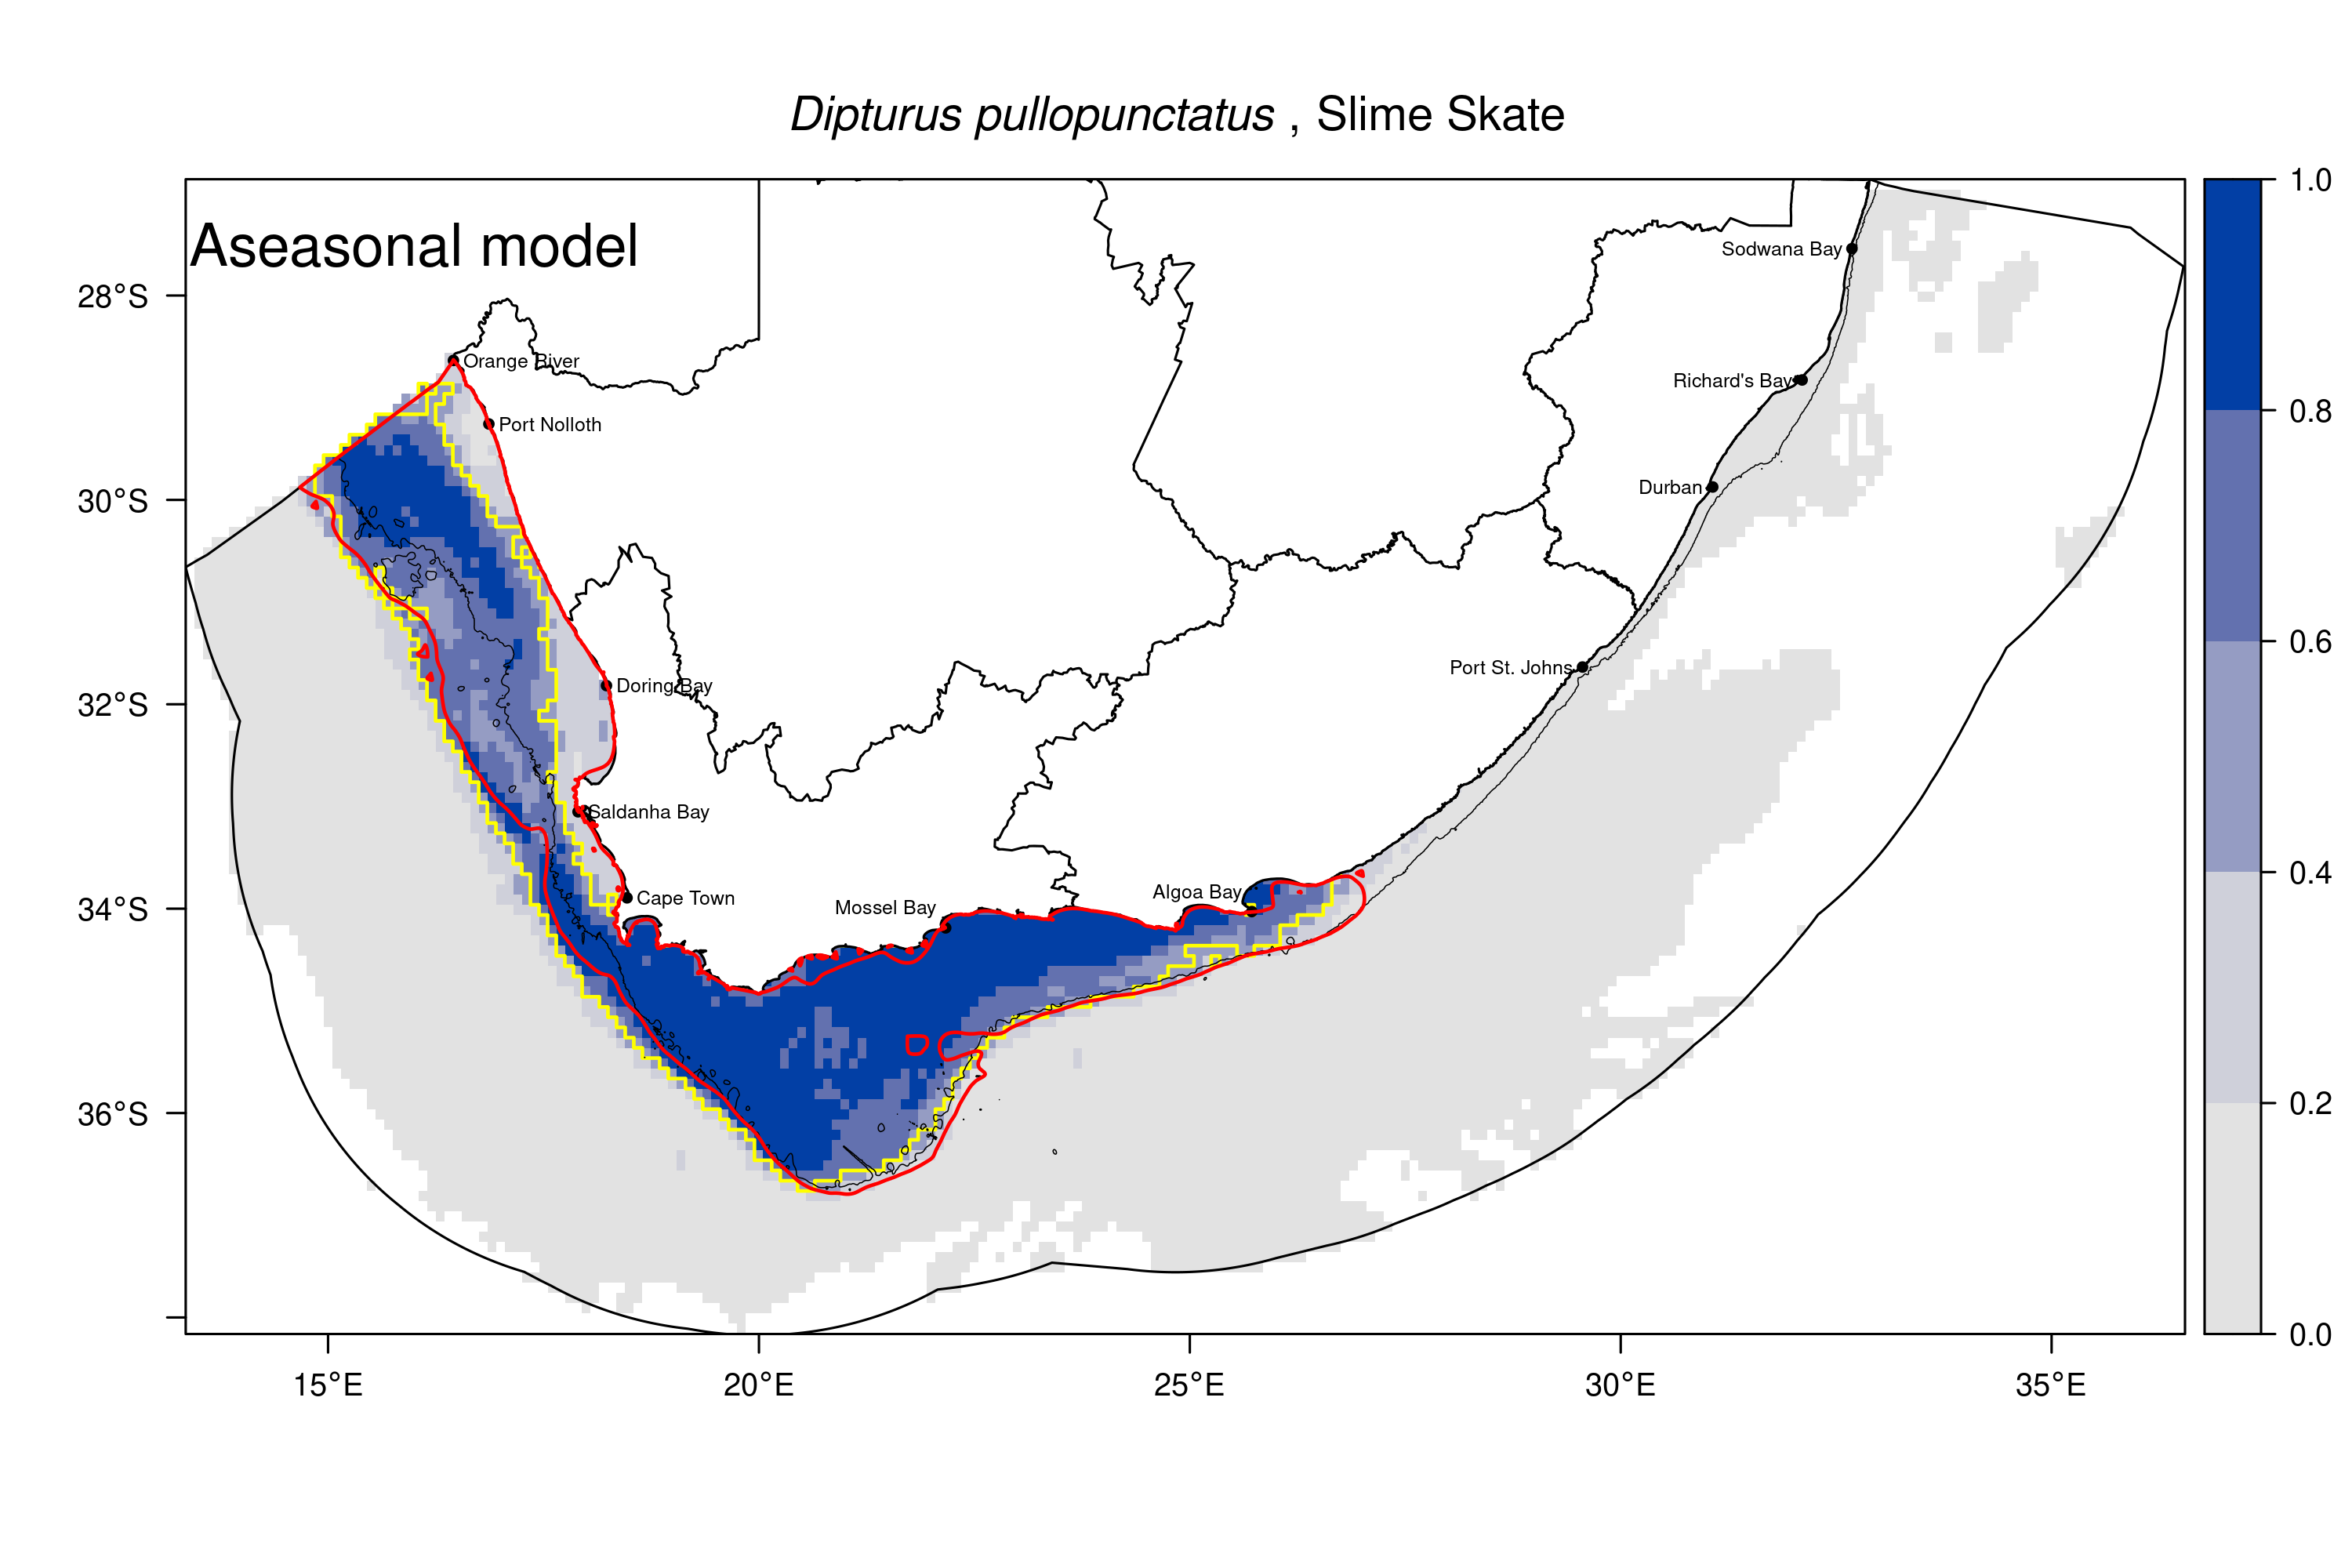 Dipturus pullopunctatus , Slime Skate
Aseasonal model
Sodwana Bay
Orange River
Richard's Bay
Port Nolloth
Durban
Port St. Johns
Doring Bay
Saldanha Bay
Cape Town
Algoa Bay
Mossel Bay
28°S
30°S
32°S
34°S
36°S
15°E
20°E
25°E
30°E
35°E
1.0
0.8
0.6
0.4
0.2
0.0